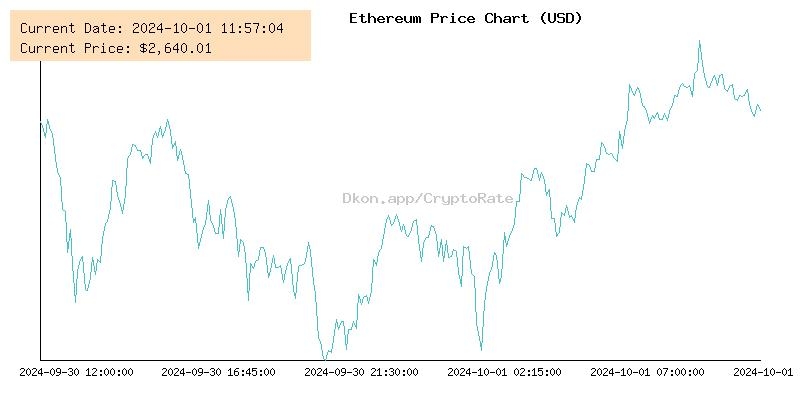 Ethereum Price Chart (USD)
Current Date: 2024-10-01 11:57:04
Current Price: $2,640.01
Dkon.app/CryptoRate
2024-09-30 12:00:00 2024-09-30 16:45:00 2024-09-30 21:30:00 2024-10-01 02:15:00 2024-10-01 07:00:00 2024-10-01